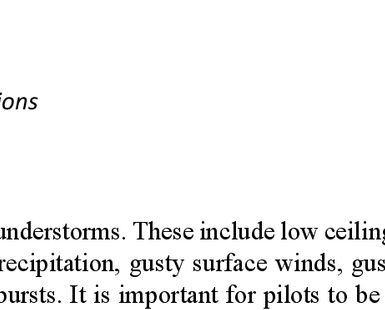 ions
understorms. These include low ceiling
recipitation, gusty surface winds, gus
bursts. It is important for pilots to be